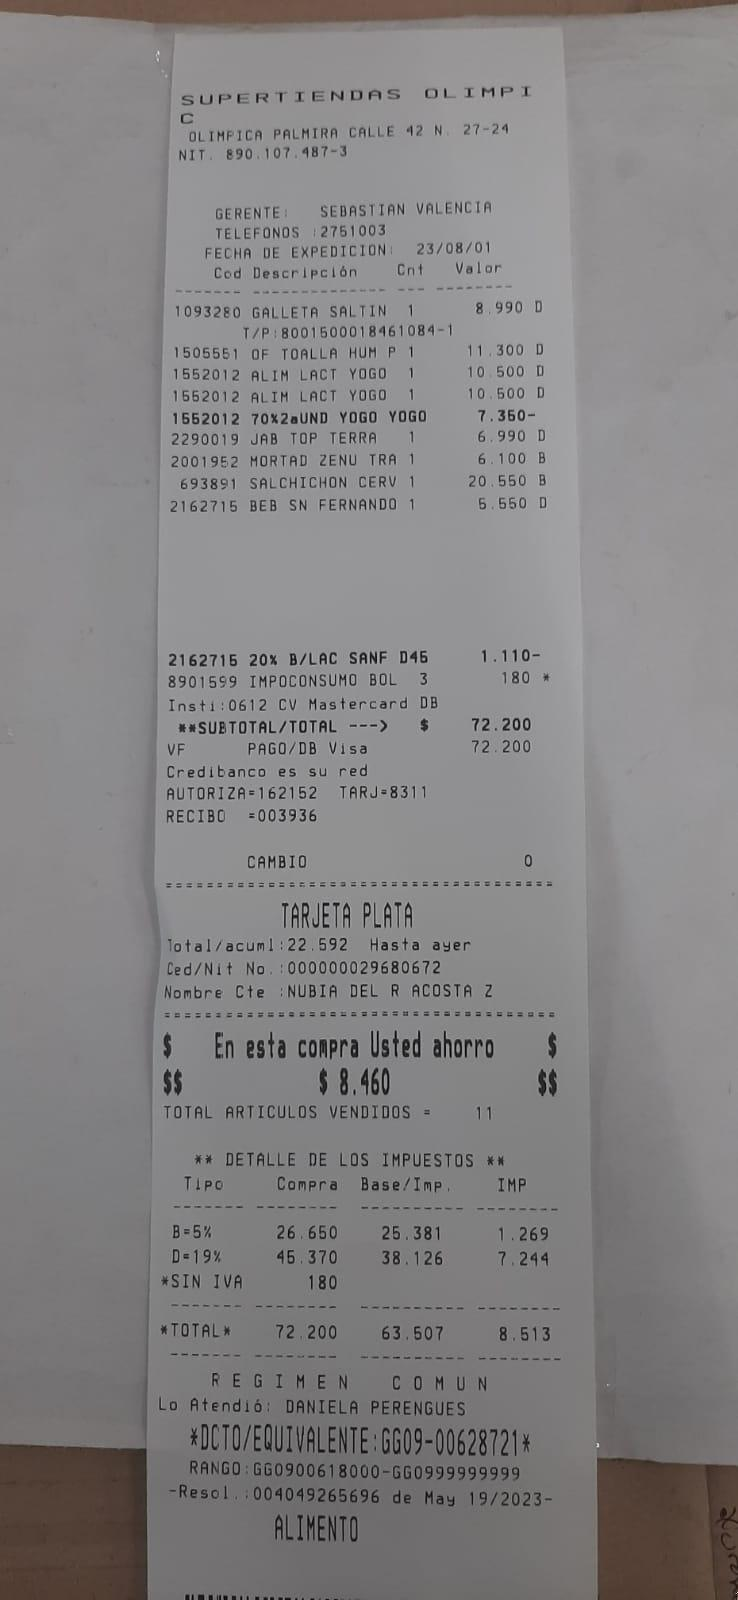 SUPERTIENDAS OLIMPI
C
OLIMPICA PALMIRA CALLE 42 N. 27-24
NIT. 890.107.487-3
GERENTE: SEBASTIAN VALENCIA
TELEFONOS :2751003
FECHA DE EXPEDICION: 23/08/01
Cod Descripción Cnt Valor
------- -------------- --- --------
1093280 GALLETA SALTIN 1 8.990 D
T/P:8001500018461084-1
1505551 OF TOALLA HUM P 1 11.300 D
1552012 ALIM LACT YOGO 1 10.500 D
1552012 ALIM LACT YOGO 1 10.500 D
1552012 70%2aUND YOGO YOGO 7.350-
2290019 JAB TOP TERRA 1 6.990 D
2001952 MORTAD ZENU TRA 1 6.100 B
693891 SALCHICHON CERV 1 20.550 B
2162715 BEB SN FERNANDO 1 5.550 D
2162715 20% B/LAC SANF D45 1.110-
8901599 IMPOCONSUMO BOL 3 180 *
Insti:0612 CV Mastercard DB
**SUBTOTAL/TOTAL ---> $ 72.200
VF PAGO/DB Visa 72.200
Credibanco es su red
AUTORIZA=162152 TARJ=8311
RECIBO =003936
CAMBIO 0
======================================
TARJETA PLATA
Total/acuml:22.592 Hasta ayer
Ced/Nit No.:000000029680672
Nombre Cte :NUBIA DEL R ACOSTA Z
======================================
$ En esta compra Usted ahorro $
$$ $ 8.460 $$
TOTAL ARTICULOS VENDIDOS = 11
** DETALLE DE LOS IMPUESTOS **
Tipo Compra Base/Imp. IMP
------- -------- ---------- --------
B=5% 26.650 25.381 1.269
D=19% 45.370 38.126 7.244
*SIN IVA 180
------- -------- ---------- --------
*TOTAL* 72.200 63.507 8.513
------- -------- ---------- --------
R E G I M E N C O M U N
Lo Atendió: DANIELA PERENGUES
*DCTO/EQUIVALENTE:GG09-00628721*
RANGO:GG0900618000-GG0999999999
-Resol.:004049265696 de May 19/2023-
ALIMENTO